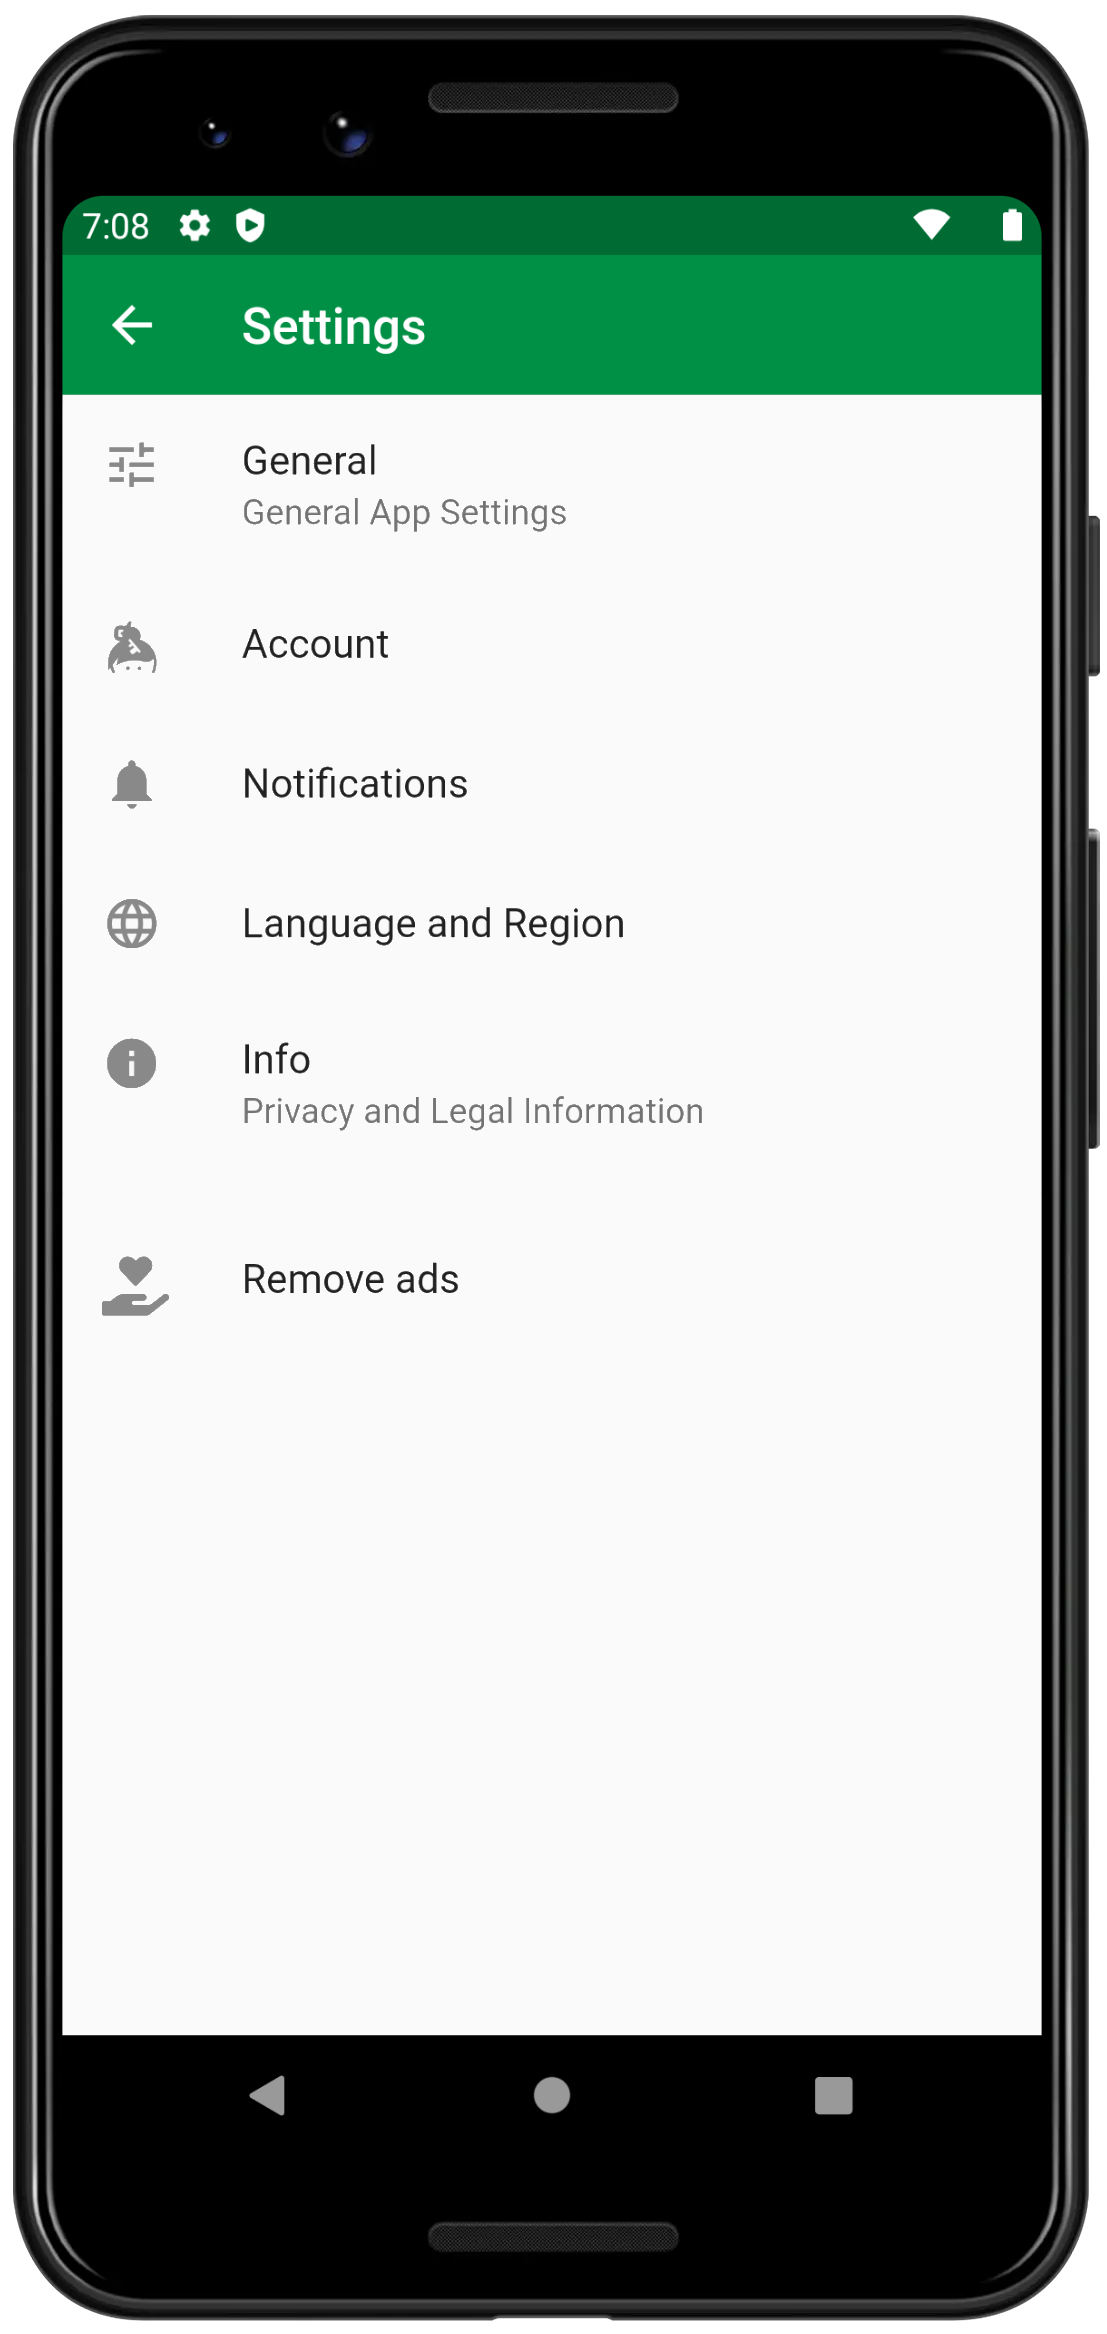 7:08
Settings
General
General App Settings
Account
Notifications
Language and Region
Info
Privacy and Legal Information
Remove ads